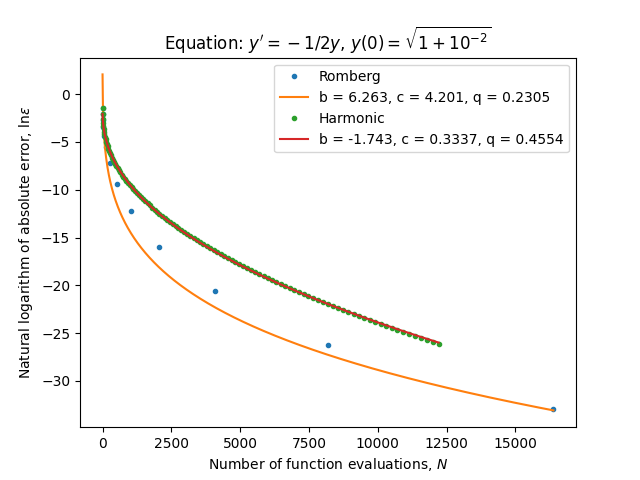 Equation: y′ = −1/2y, y(0) = √1 + 10⁻²
Romberg
b = 6.263, c = 4.201, q = 0.2305
Harmonic
b = -1.743, c = 0.3337, q = 0.4554
Natural logarithm of absolute error, lnε
0
−5
−10
−15
−20
−25
−30
0 2500 5000 7500 10000 12500 15000
Number of function evaluations, N